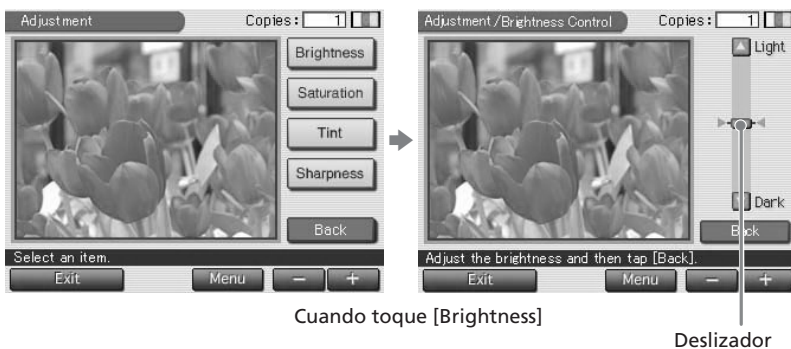 Adjustment Copies: 1
Brightness
Saturation
Tint
Sharpness
Back
Select an item.
Exit Menu − +
Adjustment/Brightness Control Copies: 1
Light
Dark
Back
Adjust the brightness and then tap [Back].
Exit Menu − +
Cuando toque [Brightness]
Deslizador